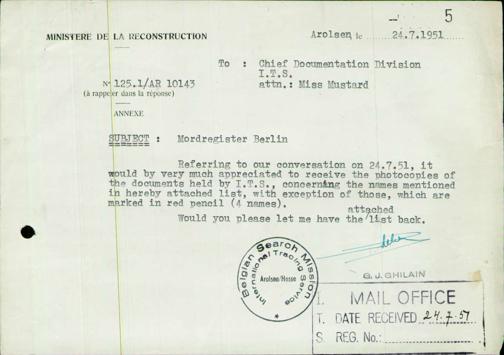 5
MINISTERE DE LA RECONSTRUCTION
Arolsen, le 24.7.1951
To : Chief Documentation Division
I.T.S.
attn.: Miss Mustard
N° 125.1/AR 10143
(à rappeler dans la réponse)
ANNEXE
SUBJECT : Mordregister Berlin
Referring to our conversation on 24.7.51, it
would by very much appreciated to receive the photocopies of
the documents held by I.T.S., concerning the names mentioned
in hereby attached list, with exception of those, which are
marked in red pencil (4 names).
attached
Would you please let me have the/list back.
Belgian Search Mission
International Tracing Service
Arolsen/Hesse
G. J. GHILAIN
I. MAIL OFFICE
T. DATE RECEIVED 24.7.51
S. REG. No.: